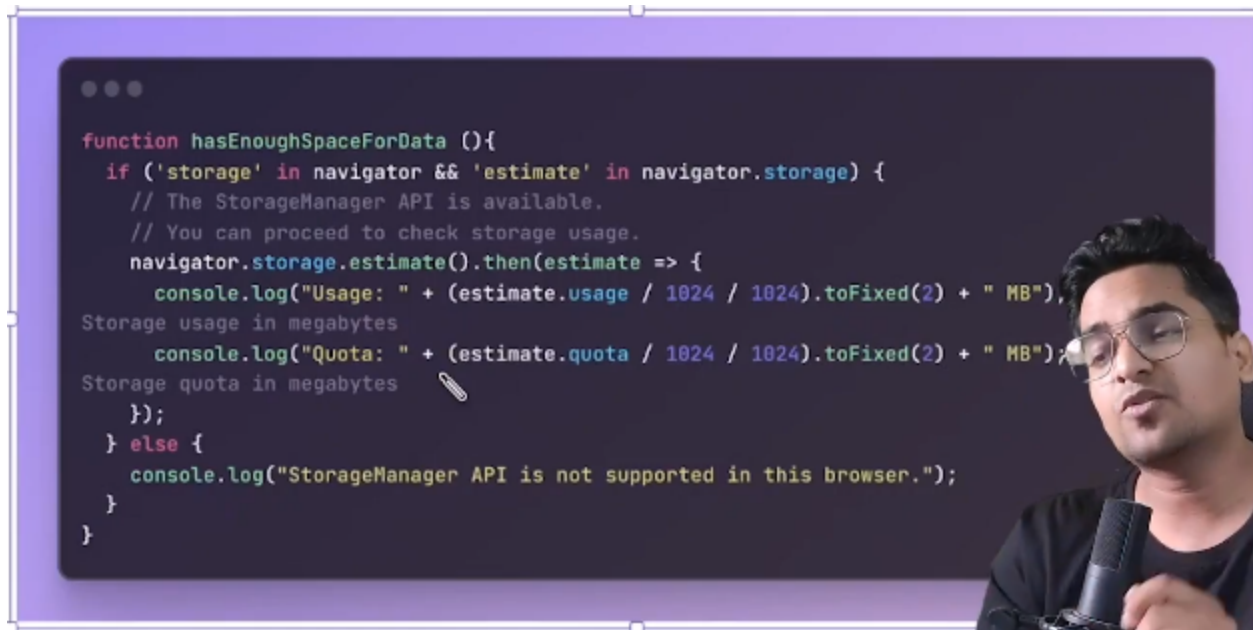 function hasEnoughSpaceForData (){
if ('storage' in navigator && 'estimate' in navigator.storage) {
// The StorageManager API is available.
// You can proceed to check storage usage.
navigator.storage.estimate().then(estimate => {
console.log("Usage: " + (estimate.usage / 1024 / 1024).toFixed(2) + " MB")
Storage usage in megabytes
console.log("Quota: " + (estimate.quota / 1024 / 1024).toFixed(2) + " MB");
Storage quota in megabytes
});
} else {
console.log("StorageManager API is not supported in this browser.");
}
}